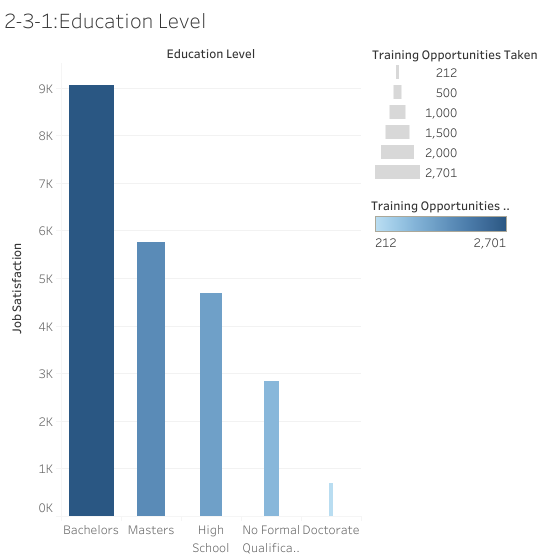 2-3-1:Education Level
Education Level
Training Opportunities Taken
212
500
1,000
1,500
2,000
2,701
Training Opportunities ..
212 2,701
Job Satisfaction
9K
8K
7K
6K
5K
4K
3K
2K
1K
0K
Bachelors Masters High School No Formal Qualifica.. Doctorate